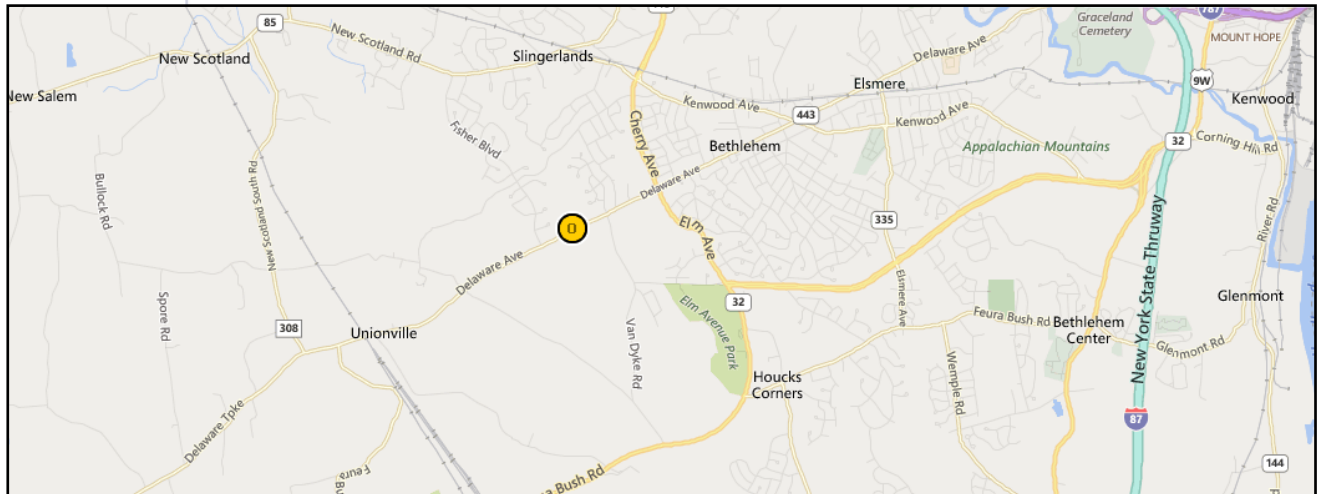 85
New Scotland Rd
New Scotland
New Salem
Slingerlands
Cherry Ave
Kenwood Ave
443
Elsmere
Delaware Ave
Graceland
Cemetery
MOUNT HOPE
9W
Kenwood
Kenwood Ave
Corning Hill Rd
32
Appalachian Mountains
Bethlehem
Delaware Ave
Fisher Blvd
Bullock Rd
New Scotland South Rd
0
Elm Ave
335
River Rd
New York State Thruway
Delaware Ave
Spore Rd
308
Unionville
Van Dyke Rd
Elm Avenue Park
32
Elsmere Ave
Feura Bush Rd
Bethlehem
Center
Glenmont Rd
Glenmont
Houcks
Corners
Wemple Rd
Delaware Tpke
87
144
Bush Rd